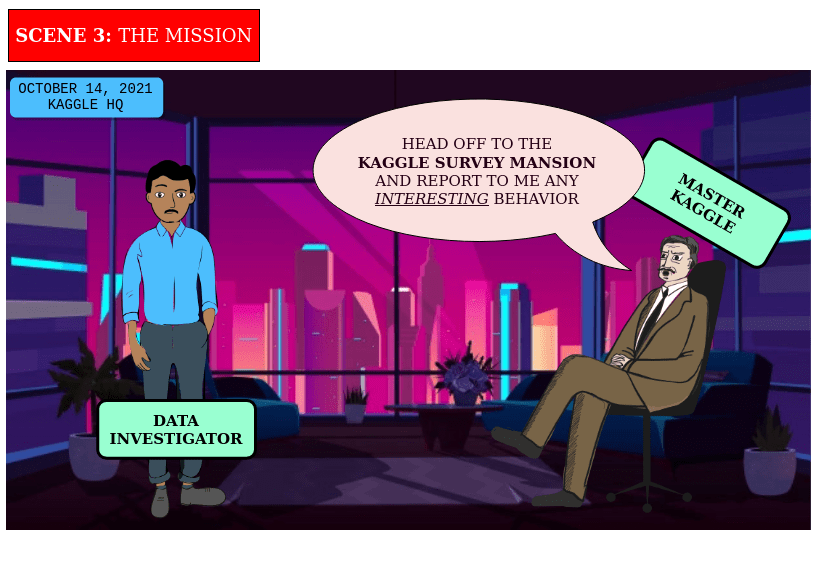 SCENE 3: THE MISSION
OCTOBER 14, 2021
KAGGLE HQ
HEAD OFF TO THE
KAGGLE SURVEY MANSION
AND REPORT TO ME ANY
INTERESTING BEHAVIOR
MASTER
KAGGLE
DATA
INVESTIGATOR